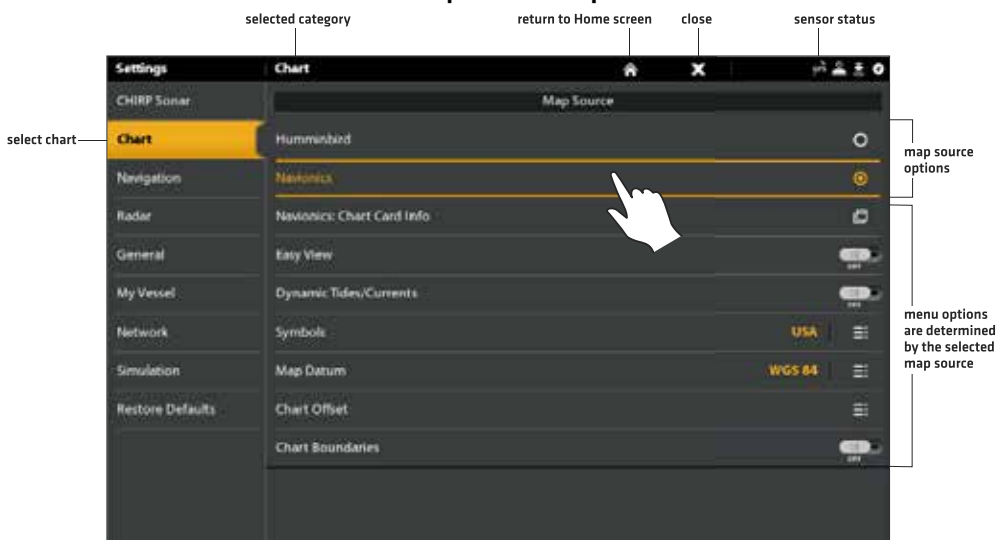 selected category return to Home screen close sensor status
Settings Chart
CHIRP Sonar Map Source
select chart Chart Humminbird
map source
options
Navigation Navionics
Radar Navionics: Chart Card Info
General Easy View OFF
My Vessel Dynamic Tides/Currents OFF
menu options
are determined
by the selected
map source
Network Symbols USA
Simulation Map Datum WGS 84
Restore Defaults Chart Offset
Chart Boundaries OFF